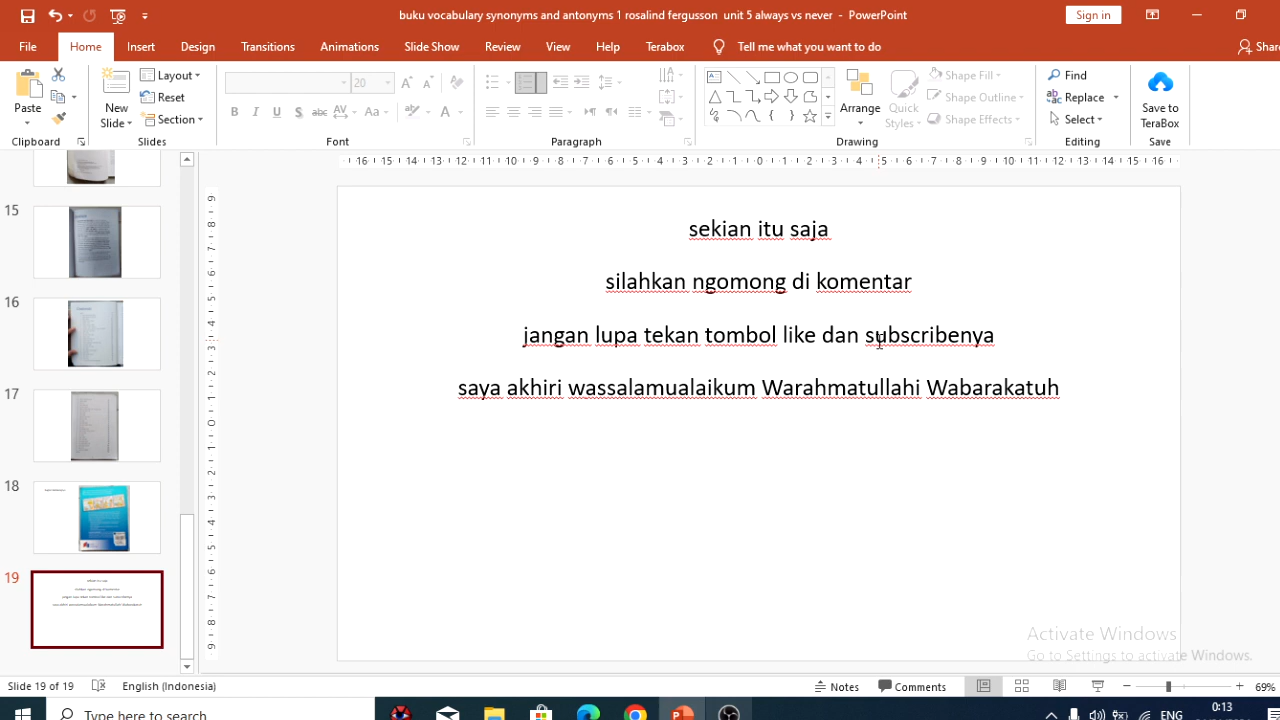 buku vocabulary synonyms and antonyms 1 rosalind fergusson unit 5 always vs never - PowerPoint
Sign in
File Home Insert Design Transitions Animations Slide Show Review View Help Terabox Tell me what you want to do Shar
Paste
Clipboard
New Slide
Layout
Reset
Section
Slides
20
Font
Paragraph
Arrange
Quick Styles
Shape Fill
Shape Outline
Shape Effects
Drawing
Find
Replace
Select
Editing
Save to TeraBox
Save
15
16
17
18
19
sekian itu saja
silahkan ngomong di komentar
jangan lupa tekan tombol like dan subscribenya
saya akhiri wassalamualaikum Warahmatullahi Wabarakatuh
Activate Windows
Go to Settings to activate Windows.
Slide 19 of 19 English (Indonesia) Notes Comments 69%
Type here to search
ENG
0:13